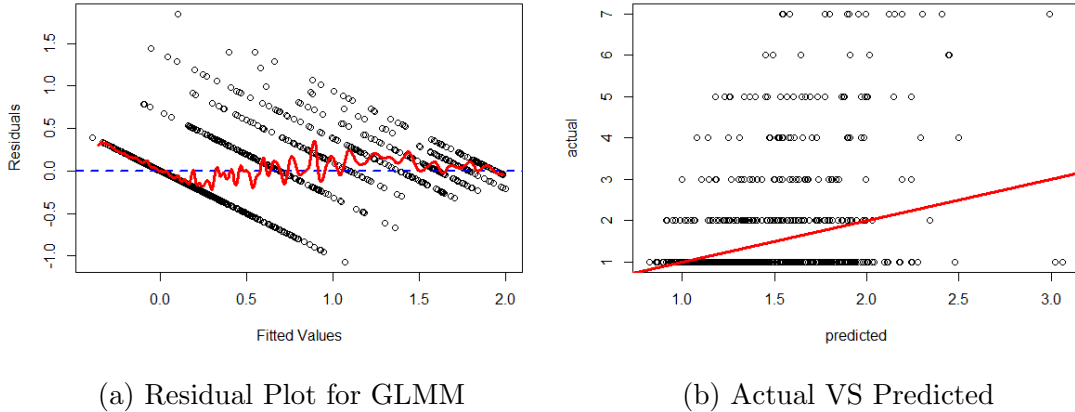 Residuals
-1.0 -0.5 0.0 0.5 1.0 1.5
0.0 0.5 1.0 1.5 2.0
Fitted Values
(a) Residual Plot for GLMM
actual
1 2 3 4 5 6 7
1.0 1.5 2.0 2.5 3.0
predicted
(b) Actual VS Predicted